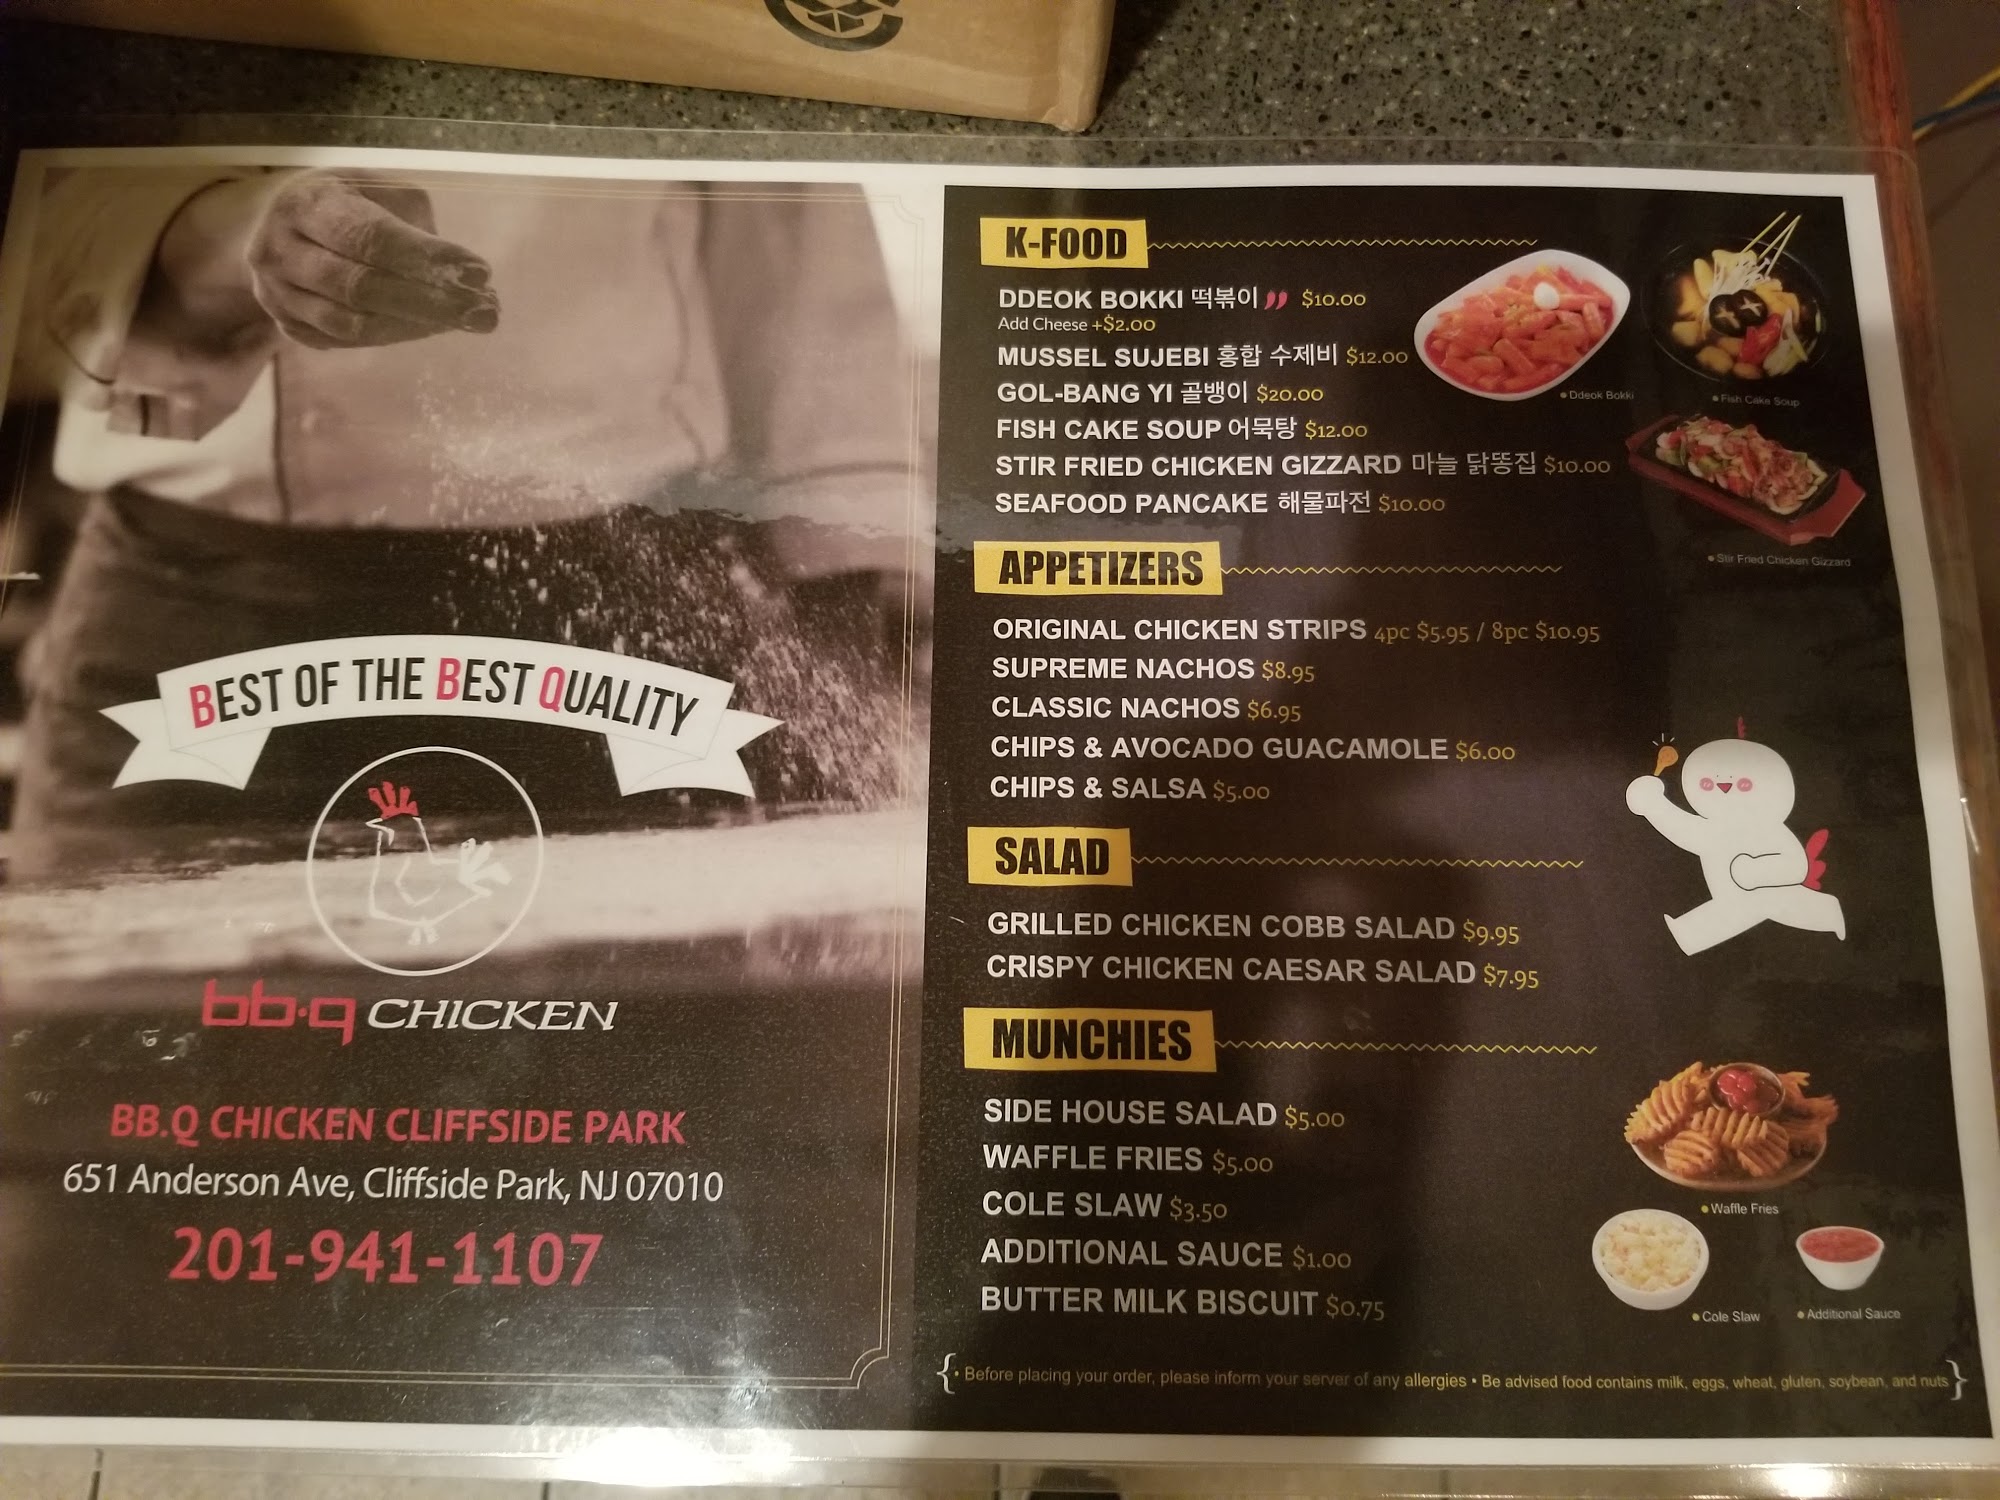 BEST OF THE BEST QUALITY
bb.q CHICKEN
BB.Q CHICKEN CLIFFSIDE PARK
651 Anderson Ave, Cliffside Park, NJ 07010
201-941-1107
K-FOOD
DDEOK BOKKI 떡볶이 $10.00
Add Cheese +$2.00
MUSSEL SUJEBI 홍합 수제비 $12.00
GOL-BANG YI 골뱅이 $20.00
FISH CAKE SOUP 어묵탕 $12.00
STIR FRIED CHICKEN GIZZARD 마늘 닭똥집 $10.00
SEAFOOD PANCAKE 해물파전 $10.00
• Ddeok Bokki
• Fish Cake Soup
• Stir Fried Chicken Gizzard
APPETIZERS
ORIGINAL CHICKEN STRIPS 4pc $5.95 / 8pc $10.95
SUPREME NACHOS $8.95
CLASSIC NACHOS $6.95
CHIPS & AVOCADO GUACAMOLE $6.00
CHIPS & SALSA $5.00
SALAD
GRILLED CHICKEN COBB SALAD $9.95
CRISPY CHICKEN CAESAR SALAD $7.95
MUNCHIES
SIDE HOUSE SALAD $5.00
WAFFLE FRIES $5.00
COLE SLAW $3.50
ADDITIONAL SAUCE $1.00
BUTTER MILK BISCUIT $0.75
• Waffle Fries
• Cole Slaw
• Additional Sauce
{• Before placing your order, please inform your server of any allergies • Be advised food contains milk, eggs, wheat, gluten, soybean, and nuts}